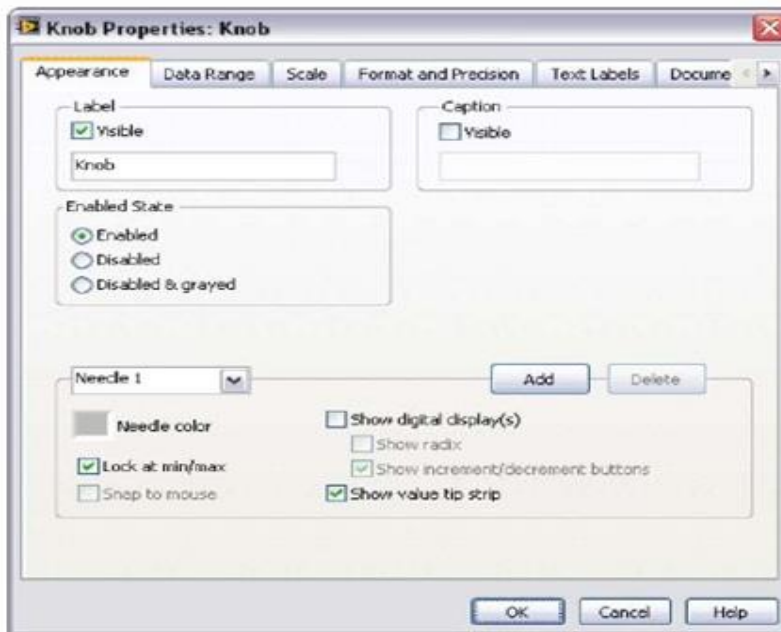 Knob Properties: Knob
Appearance Data Range Scale Format and Precision Text Labels Docume
Label
Visible
Knob
Caption
Visible
Enabled State
Enabled
Disabled
Disabled & grayed
Needle 1
Add Delete
Needle color
Lock at min/max
Snap to mouse
Show digital display(s)
Show radix
Show increment/decrement buttons
Show value tip strip
OK Cancel Help